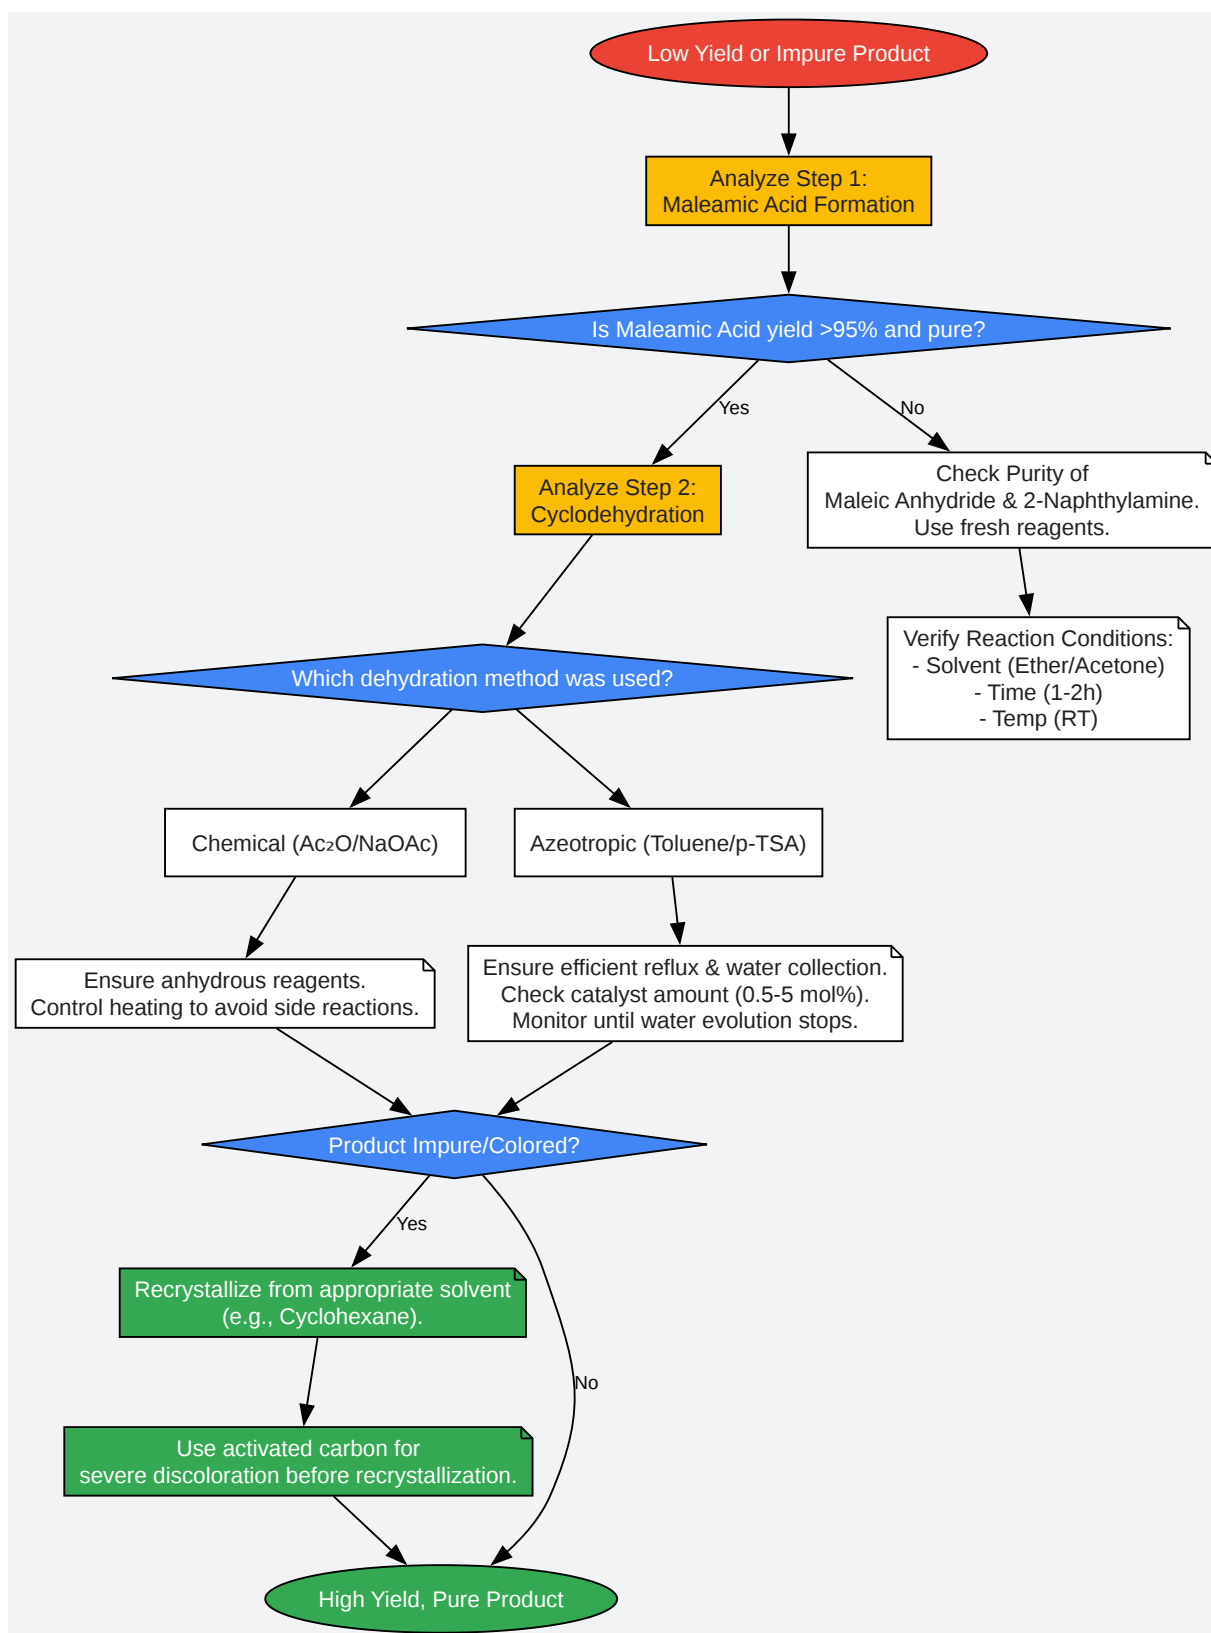 Low Yield or Impure Product
Analyze Step 1:
Maleamic Acid Formation
Is Maleamic Acid yield >95% and pure?
Yes
No
Analyze Step 2:
Cyclodehydration
Check Purity of
Maleic Anhydride & 2-Naphthylamine.
Use fresh reagents.
Verify Reaction Conditions:
- Solvent (Ether/Acetone)
- Time (1-2h)
- Temp (RT)
Which dehydration method was used?
Chemical (Ac₂O/NaOAc)
Azeotropic (Toluene/p-TSA)
Ensure anhydrous reagents.
Control heating to avoid side reactions.
Ensure efficient reflux & water collection.
Check catalyst amount (0.5-5 mol%).
Monitor until water evolution stops.
Product Impure/Colored?
Yes
Recrystallize from appropriate solvent
(e.g., Cyclohexane).
No
Use activated carbon for
severe discoloration before recrystallization.
High Yield, Pure Product